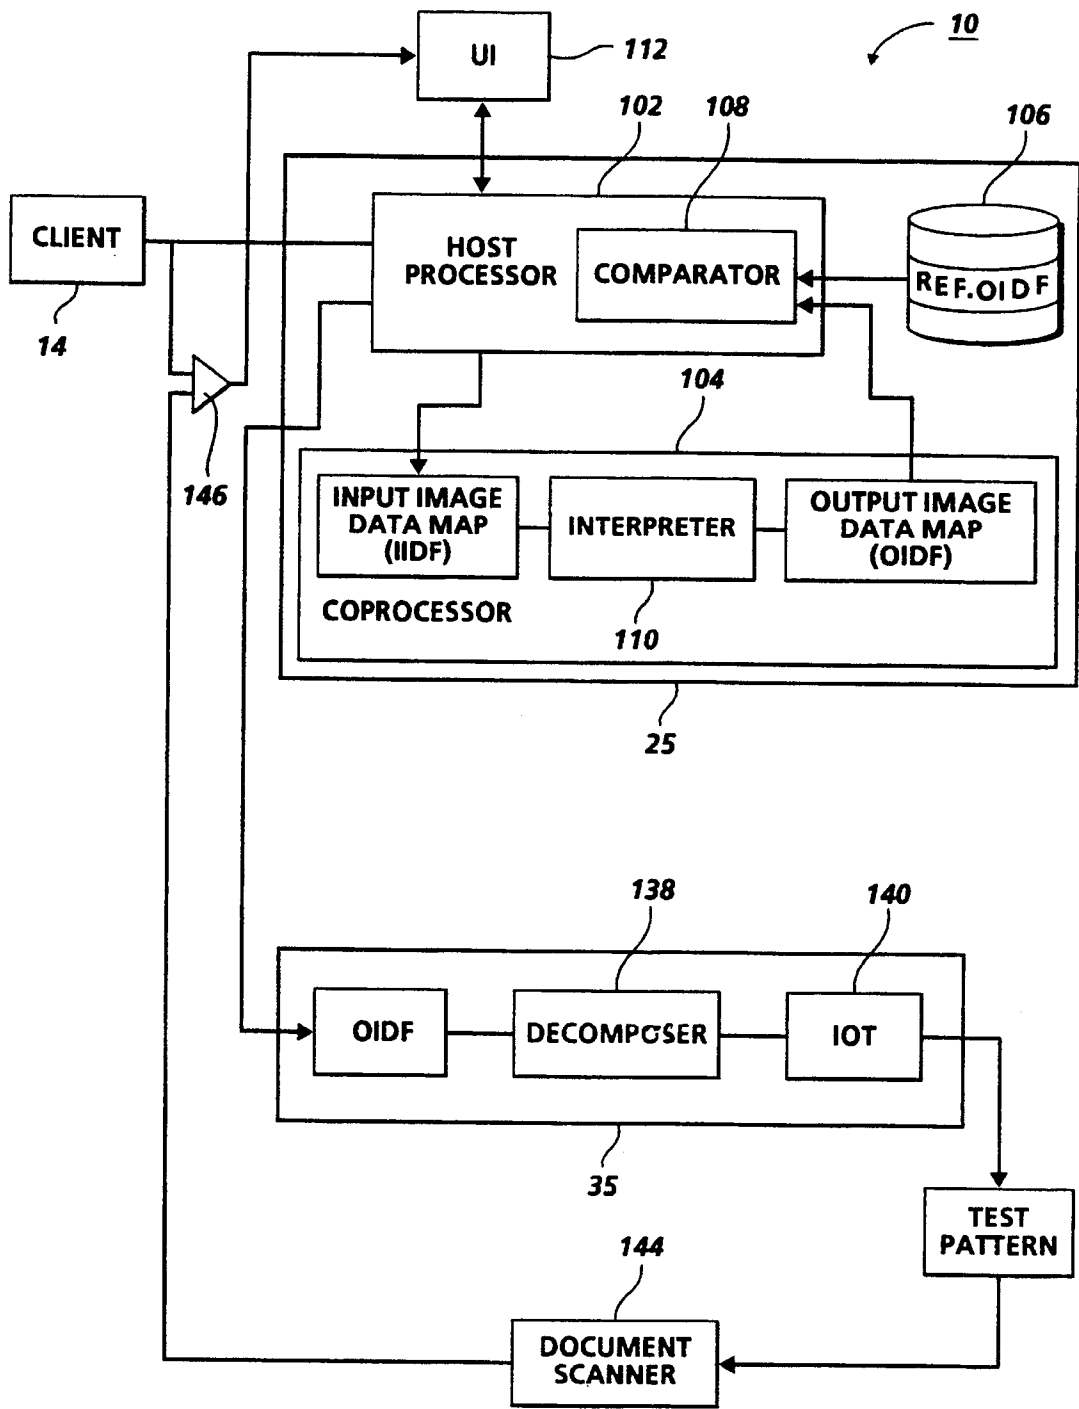 10
UI
112
102
108
106
CLIENT
HOST
PROCESSOR
COMPARATOR
REF.OIDF
14
104
146
INPUT IMAGE
DATA MAP
(IIDF)
INTERPRETER
OUTPUT IMAGE
DATA MAP
(OIDF)
COPROCESSOR
110
25
138
140
OIDF
DECOMPOSER
IOT
35
TEST
PATTERN
144
DOCUMENT
SCANNER